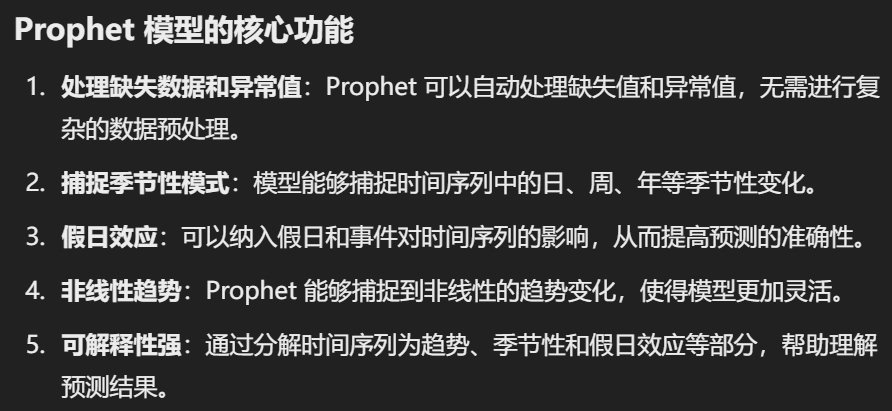 Prophet 模型的核心功能
1. 处理缺失数据和异常值：Prophet 可以自动处理缺失值和异常值，无需进行复
杂的数据预处理。
2. 捕捉季节性模式：模型能够捕捉时间序列中的日、周、年等季节性变化。
3. 假日效应：可以纳入假日和事件对时间序列的影响，从而提高预测的准确性。
4. 非线性趋势：Prophet 能够捕捉到非线性的趋势变化，使得模型更加灵活。
5. 可解释性强：通过分解时间序列为趋势、季节性和假日效应等部分，帮助理解
预测结果。